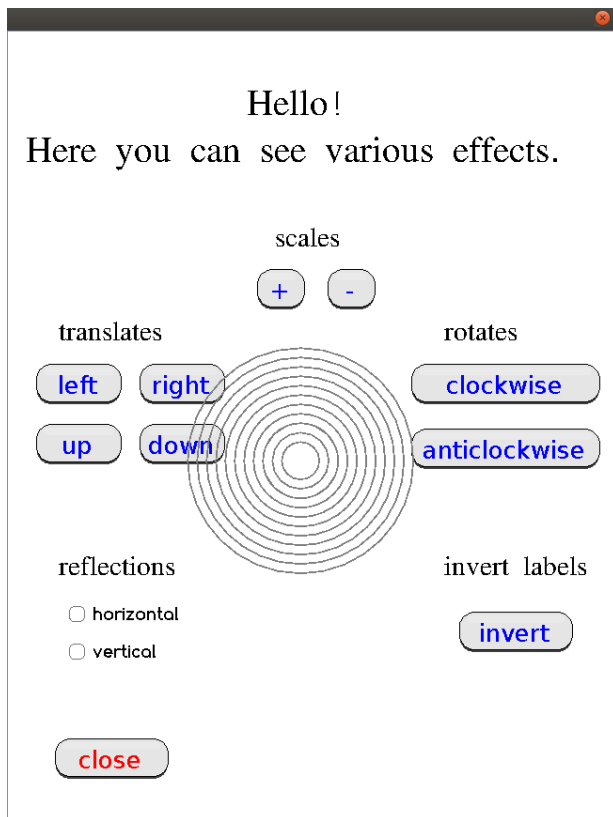 Hello!
Here you can see various effects.
scales
+ -
translates
rotates
left right
clockwise
up down
anticlockwise
reflections
invert labels
horizontal
vertical
invert
close